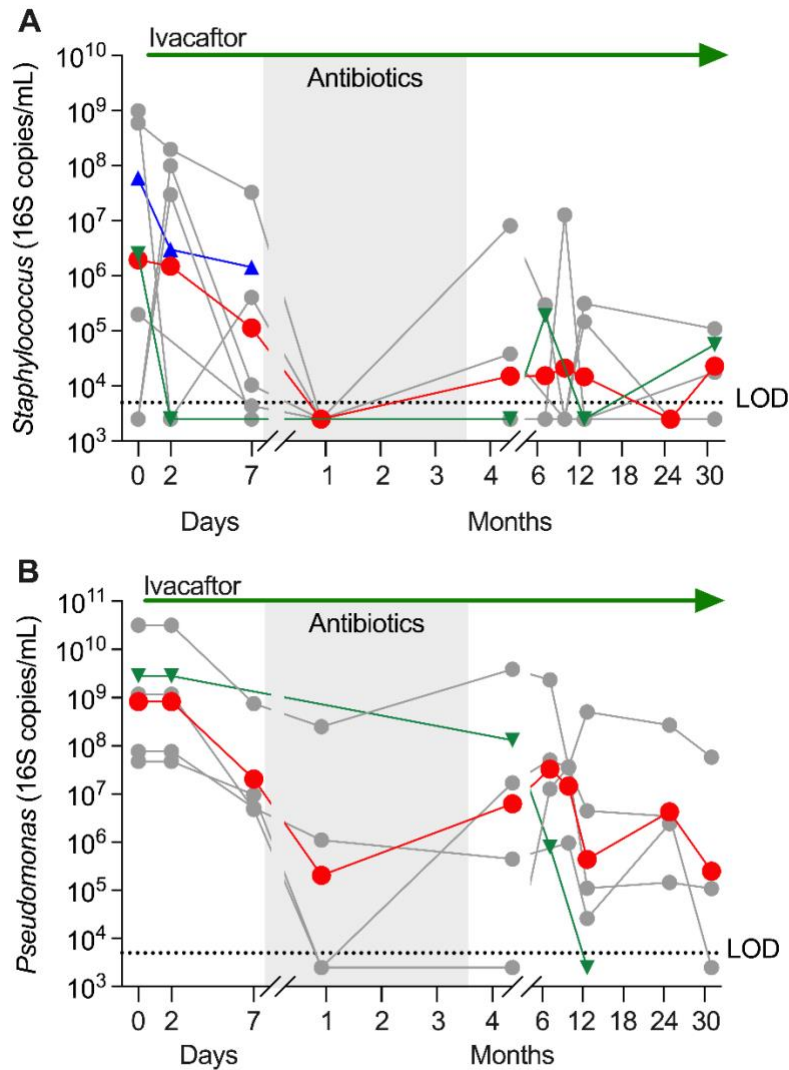 A
Ivacaftor
Antibiotics
Staphylococcus (16S copies/mL)
10^10
10^9
10^8
10^7
10^6
10^5
10^4
10^3
LOD
0 2 7 // 1 2 3 4 // 6 12 18 24 30
Days Months
B
Ivacaftor
Antibiotics
Pseudomonas (16S copies/mL)
10^11
10^10
10^9
10^8
10^7
10^6
10^5
10^4
10^3
LOD
0 2 7 // 1 2 3 4 // 6 12 18 24 30
Days Months